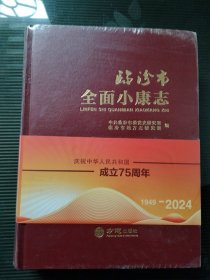 临汾市
全面小康志
LINFEN SHI QUANMIAN XIAOKANG ZHI
中共临汾市委党史研究室
临汾市地方志研究室 编
庆祝中华人民共和国
成立75周年
1949—2024
方志出版社